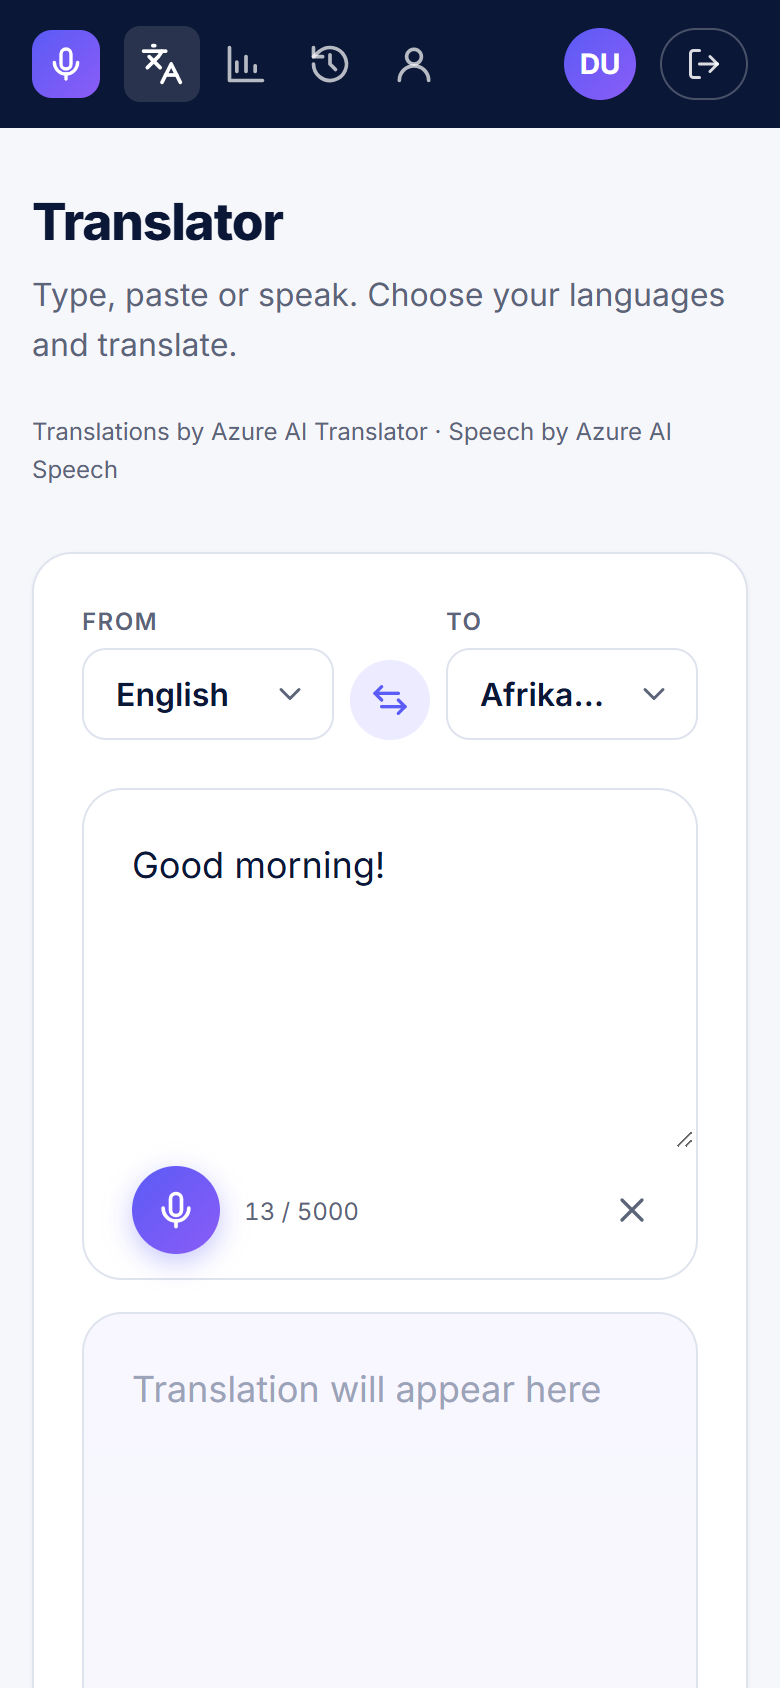 DU
Translator
Type, paste or speak. Choose your languages
and translate.
Translations by Azure AI Translator · Speech by Azure AI
Speech
FROM
TO
English
Afrika...
Good morning!
13 / 5000
Translation will appear here